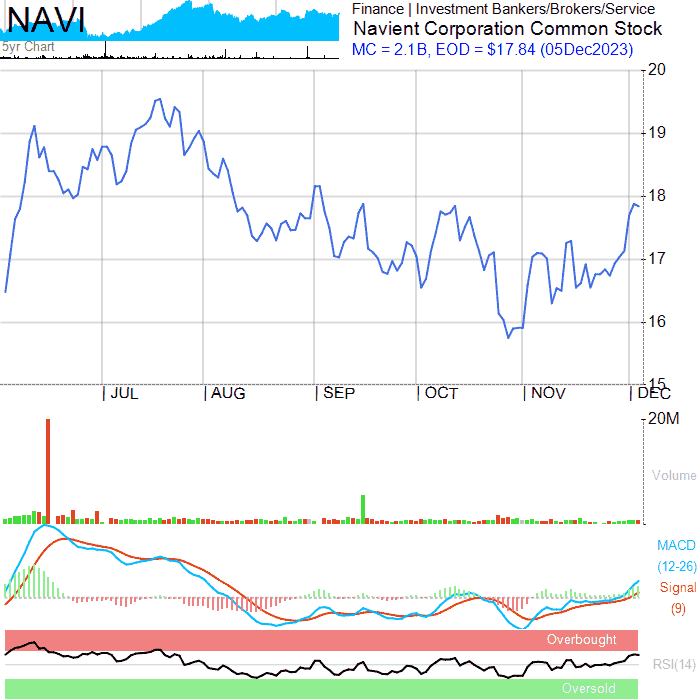 NAVI
5yr Chart
Finance | Investment Bankers/Brokers/Service
Navient Corporation Common Stock
MC = 2.1B, EOD = $17.84 (05Dec2023)
20
19
18
17
16
15
| JUL | AUG | SEP | OCT | NOV | DEC
20M
Volume
MACD
(12-26)
Signal
(9)
Overbought
RSI(14)
Oversold